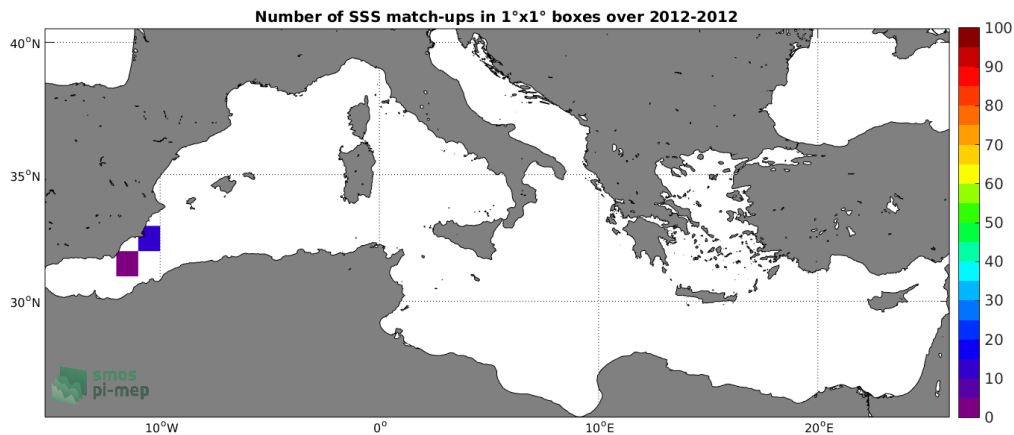 Number of SSS match-ups in 1°x1° boxes over 2012-2012
40°N
35°N
30°N
10°W
0°
10°E
20°E
100
90
80
70
60
50
40
30
20
10
0
smos
pi-mep